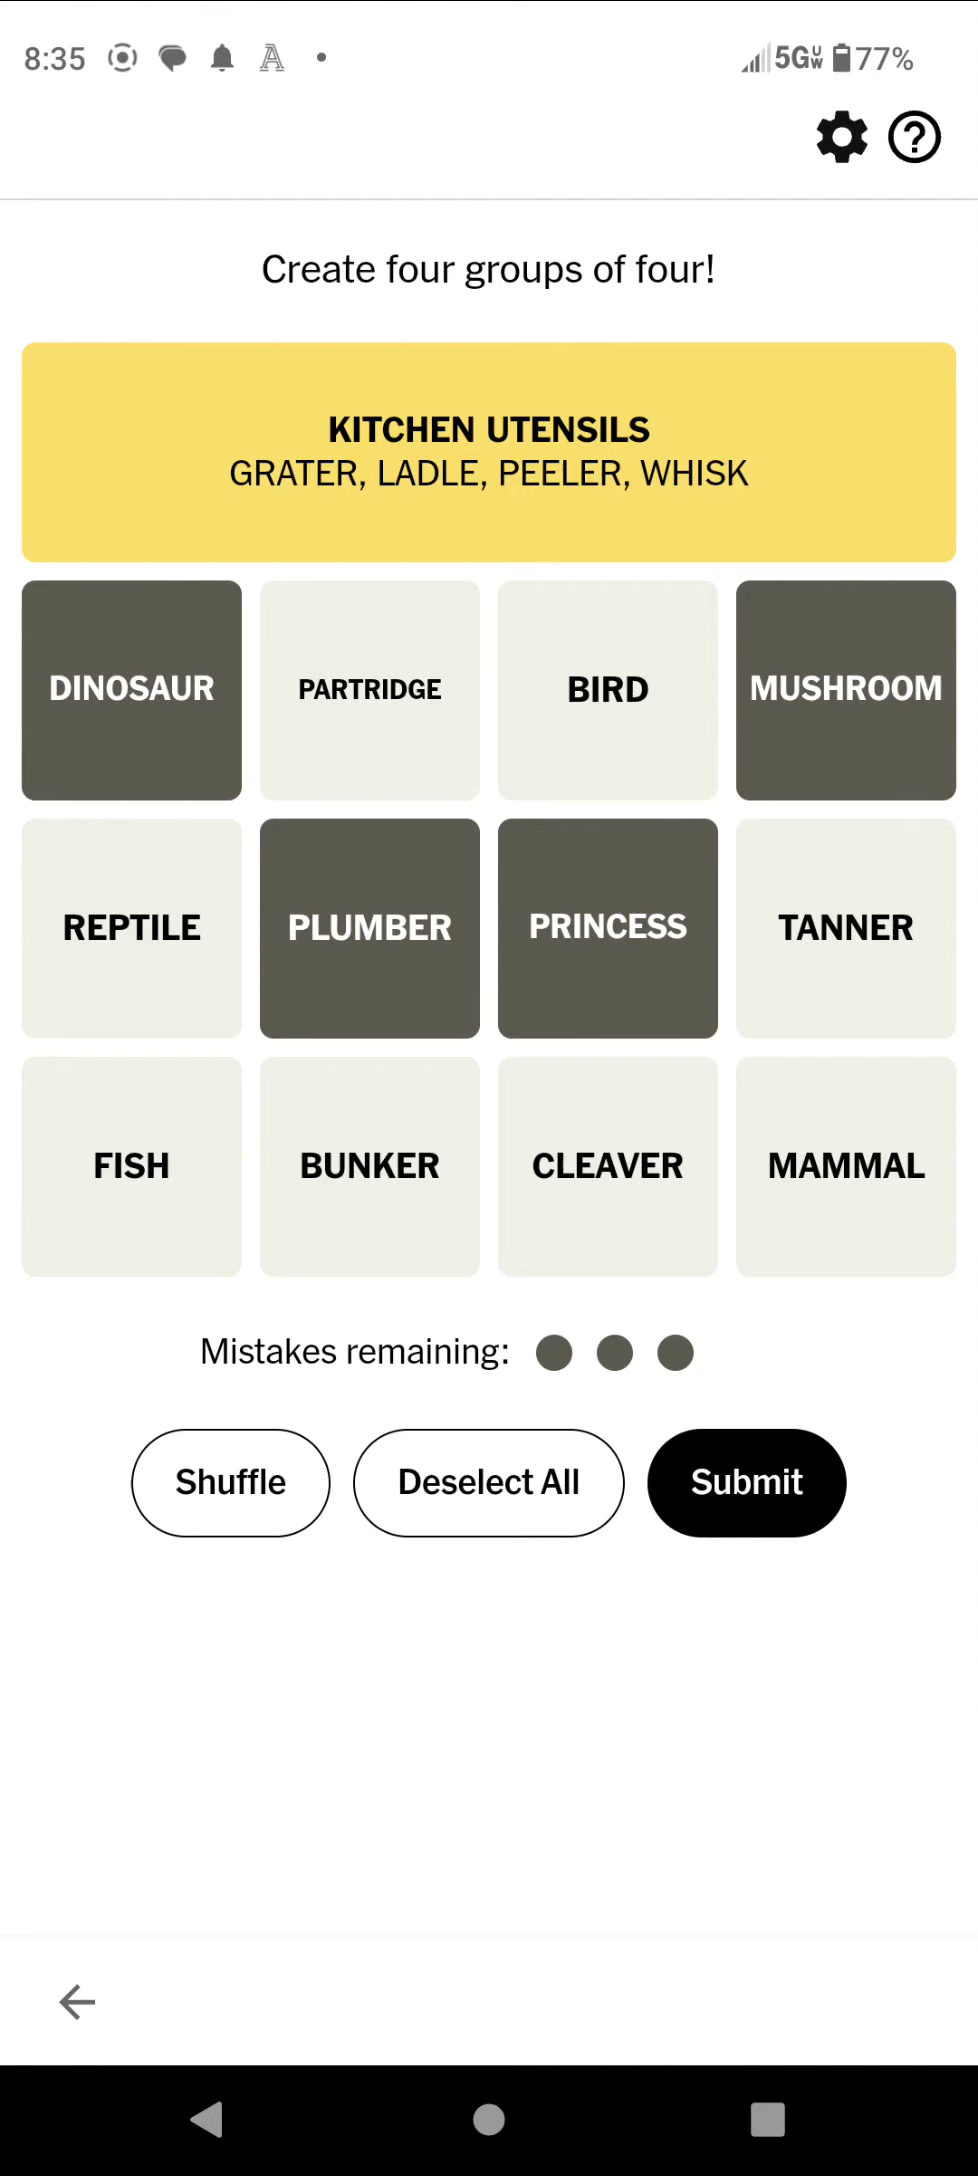 8:35 5G UW 77%
Create four groups of four!
KITCHEN UTENSILS
GRATER, LADLE, PEELER, WHISK
DINOSAUR PARTRIDGE BIRD MUSHROOM
REPTILE PLUMBER PRINCESS TANNER
FISH BUNKER CLEAVER MAMMAL
Mistakes remaining:
Shuffle Deselect All Submit